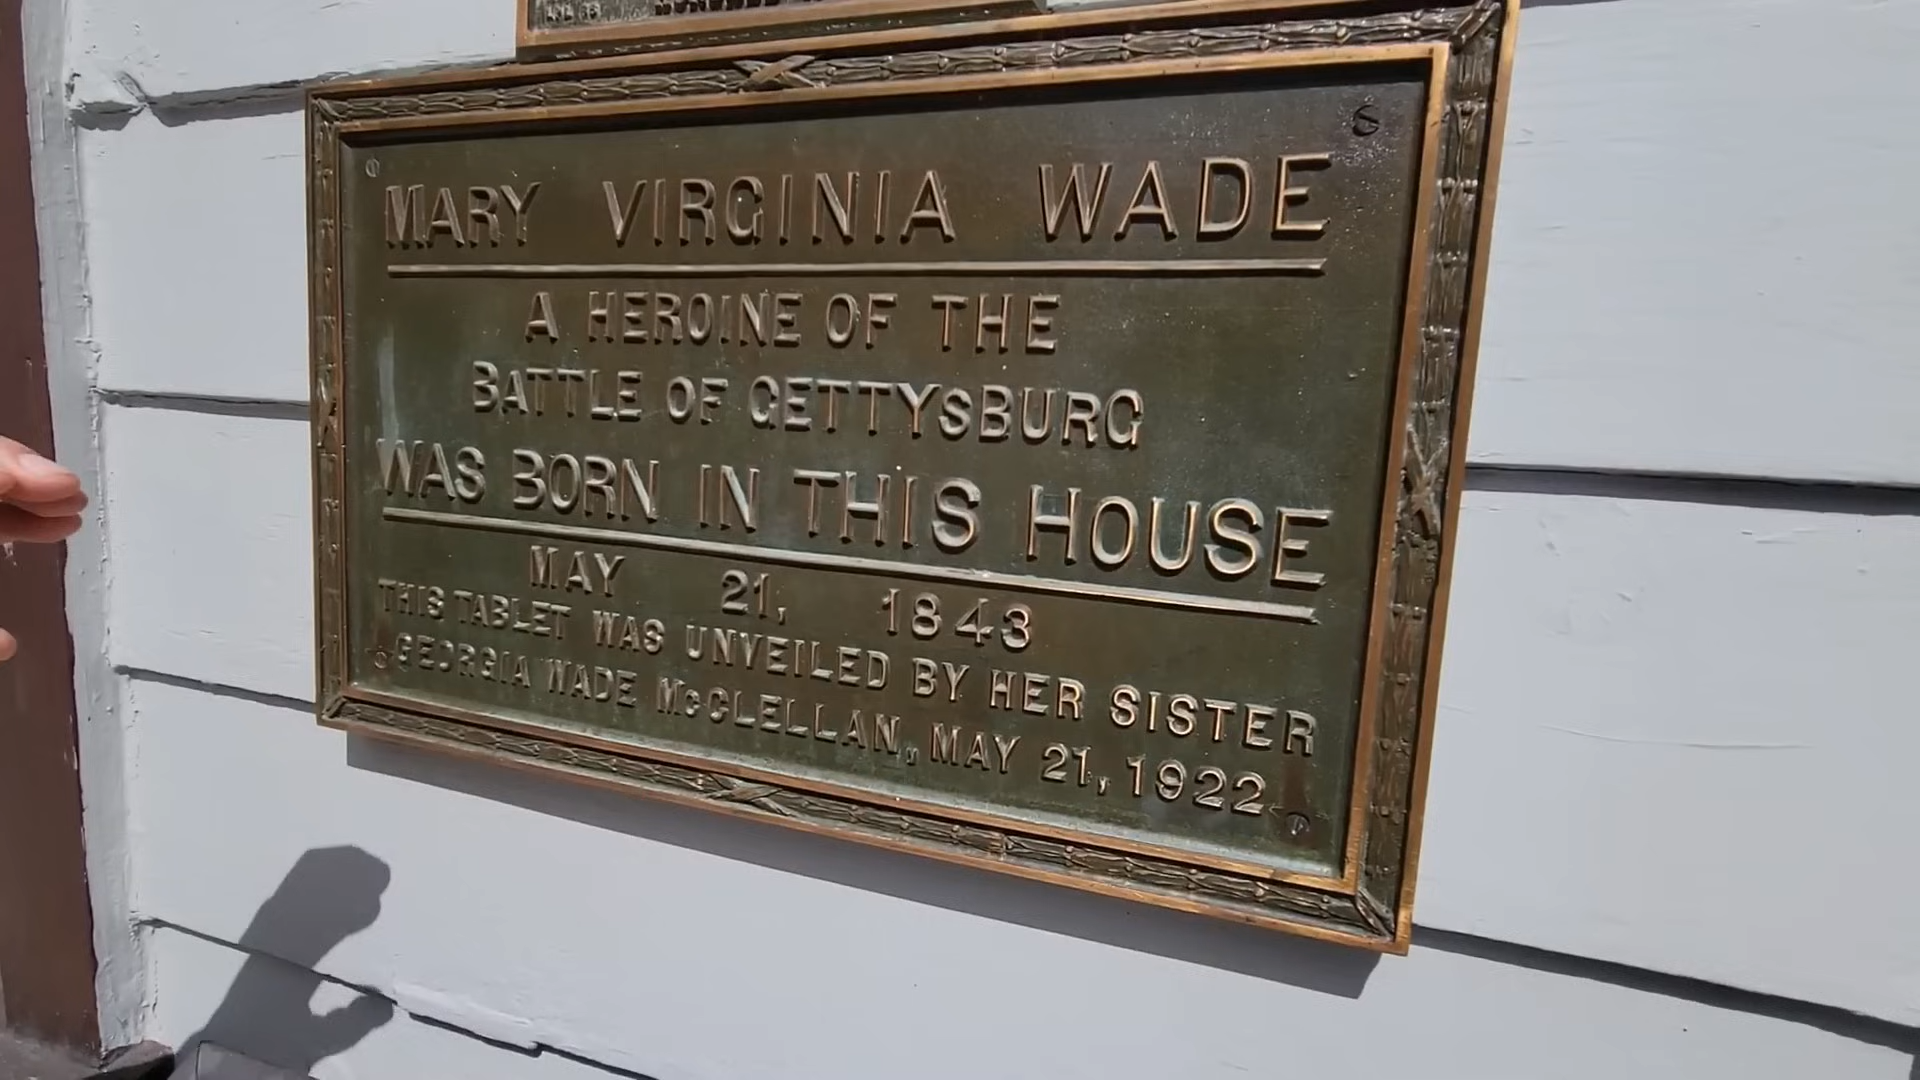 MARY VIRGINIA WADE
A HEROINE OF THE
BATTLE OF GETTYSBURG
WAS BORN IN THIS HOUSE
MAY 21, 1843
THIS TABLET WAS UNVEILED BY HER SISTER
GEORGIA WADE McCLELLAN, MAY 21, 1922